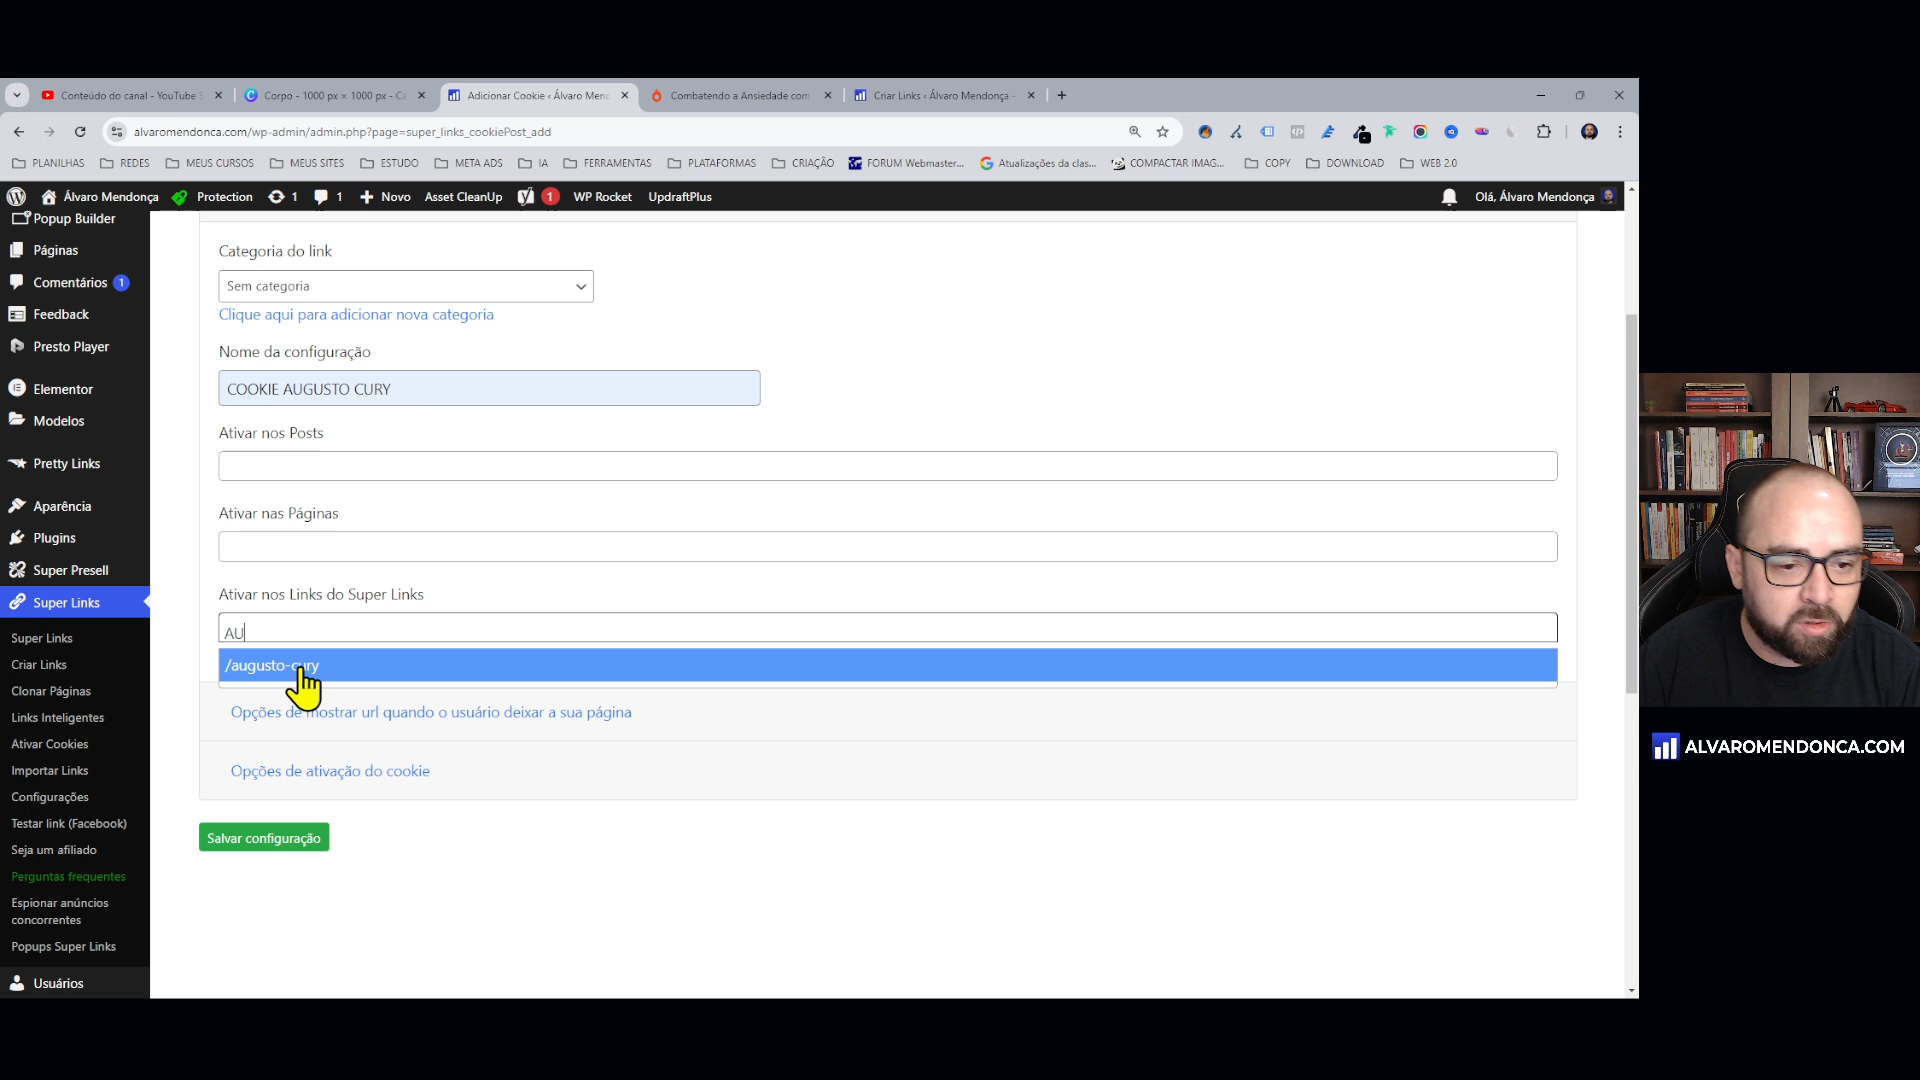 Conteúdo do canal - YouTube S
Corpo - 1000 px × 1000 px - Ca
Adicionar Cookie ‹ Álvaro Mend
Combatendo a Ansiedade com
Criar Links ‹ Álvaro Mendonça -
alvaromendonca.com/wp-admin/admin.php?page=super_links_cookiePost_add
PLANILHAS
REDES
MEUS CURSOS
MEUS SITES
ESTUDO
META ADS
IA
FERRAMENTAS
PLATAFORMAS
CRIAÇÃO
FORUM Webmaster...
Atualizações da clas...
COMPACTAR IMAG...
COPY
DOWNLOAD
WEB 2.0
Álvaro Mendonça
Protection
1
1
Novo
Asset CleanUp
1
WP Rocket
UpdraftPlus
Olá, Álvaro Mendonça
Popup Builder
Páginas
Comentários 1
Feedback
Presto Player
Elementor
Modelos
Pretty Links
Aparência
Plugins
Super Presell
Super Links
Super Links
Criar Links
Clonar Páginas
Links Inteligentes
Ativar Cookies
Importar Links
Configurações
Testar link (Facebook)
Seja um afiliado
Perguntas frequentes
Espionar anúncios
concorrentes
Popups Super Links
Usuários
Categoria do link
Sem categoria
Clique aqui para adicionar nova categoria
Nome da configuração
COOKIE AUGUSTO CURY
Ativar nos Posts
Ativar nas Páginas
Ativar nos Links do Super Links
AU
/augusto-cury
Opções de mostrar url quando o usuário deixar a sua página
Opções de ativação do cookie
Salvar configuração
ALVAROMENDONCA.COM